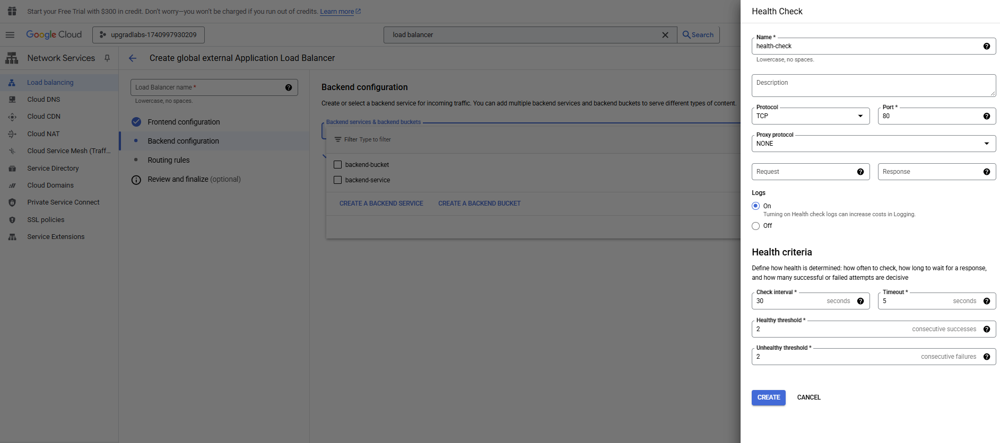 Start your Free Trial with $300 in credit. Don't worry—you won't be charged if you run out of credits. Learn more
Google Cloud
upgradlabs-1740997930209
load balancer
Search
Network Services
Create global external Application Load Balancer
Load balancing
Cloud DNS
Cloud CDN
Cloud NAT
Cloud Service Mesh (Traff...
Service Directory
Cloud Domains
Private Service Connect
SSL policies
Service Extensions
Load Balancer name *
Lowercase, no spaces.
Frontend configuration
Backend configuration
Routing rules
Review and finalize (optional)
Backend configuration
Create or select a backend service for incoming traffic. You can add multiple backend services and backend buckets to serve different types of content.
Backend services & backend buckets
Filter Type to filter
backend-bucket
backend-service
CREATE A BACKEND SERVICE
CREATE A BACKEND BUCKET
Health Check
Name *
health-check
Lowercase, no spaces.
Description
Protocol
TCP
Port *
80
Proxy protocol
NONE
Request
Response
Logs
On
Turning on Health check logs can increase costs in Logging.
Off
Health criteria
Define how health is determined: how often to check, how long to wait for a response,
and how many successful or failed attempts are decisive
Check interval *
30 seconds
Timeout *
5 seconds
Healthy threshold *
2 consecutive successes
Unhealthy threshold *
2 consecutive failures
CREATE
CANCEL